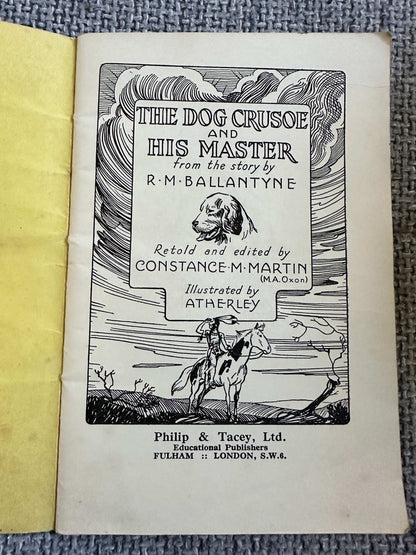 THE DOG CRUSOE
AND
HIS MASTER
from the story by
R·M·BALLANTYNE
Retold and edited by
CONSTANCE·M·MARTIN
(M.A.Oxon)
Illustrated by
ATHERLEY
Philip & Tacey, Ltd.
Educational Publishers
FULHAM :: LONDON, S.W.6.